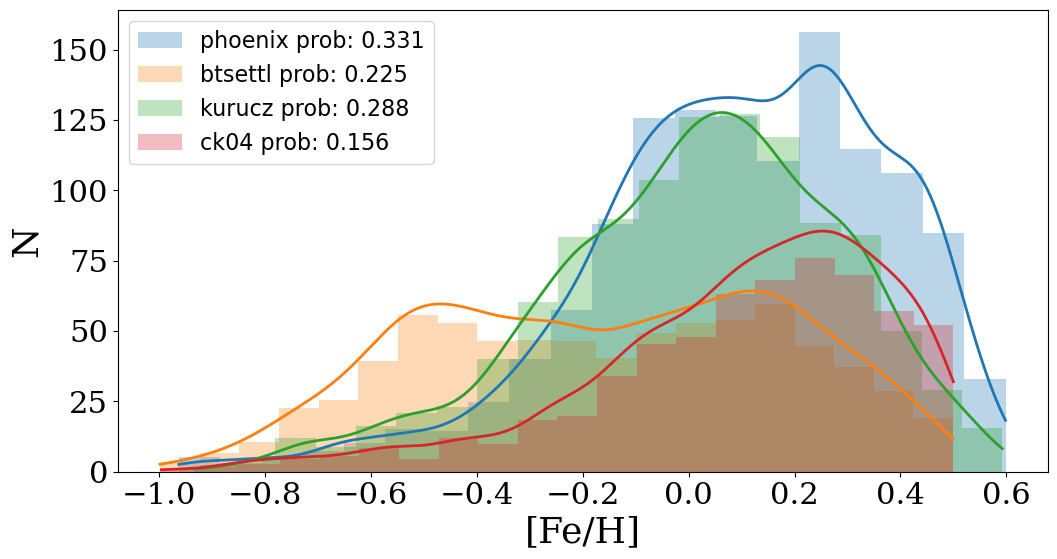 phoenix prob: 0.331
btsettl prob: 0.225
kurucz prob: 0.288
ck04 prob: 0.156
N
150
125
100
75
50
25
0
−1.0 −0.8 −0.6 −0.4 −0.2 0.0 0.2 0.4 0.6
[Fe/H]